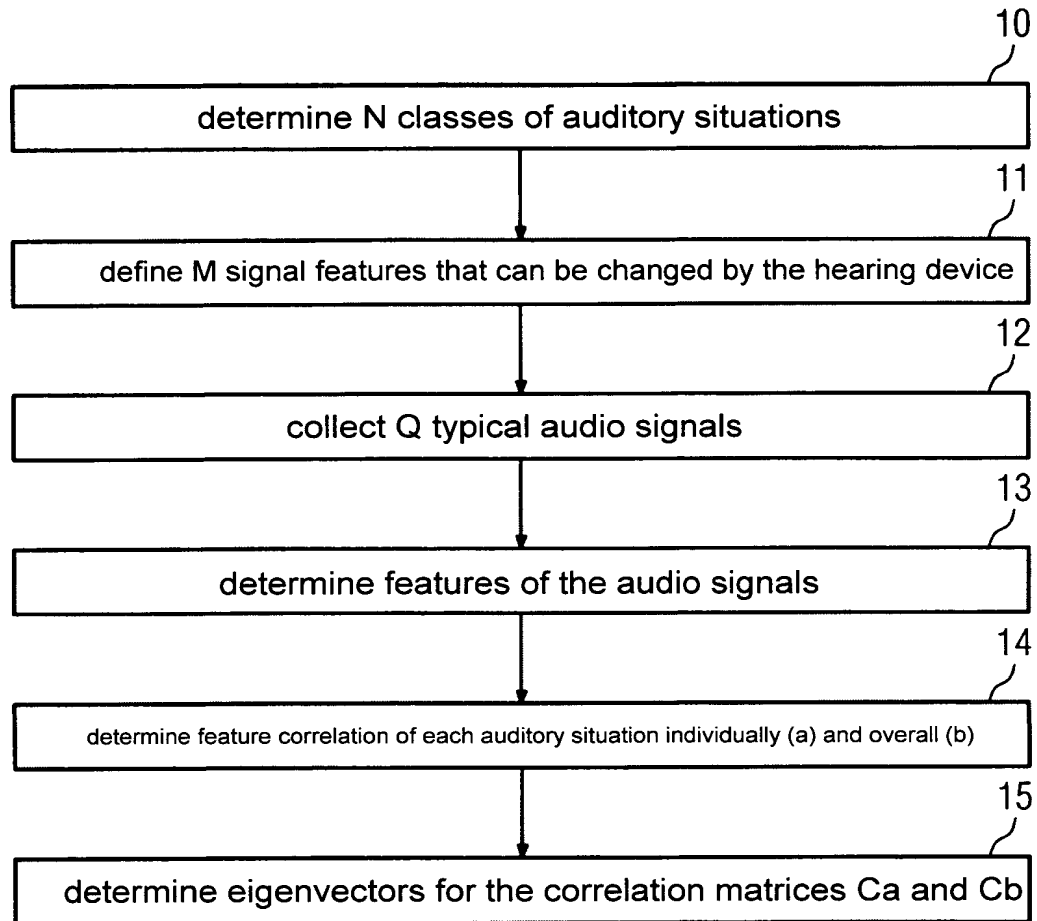 10
determine N classes of auditory situations
11
define M signal features that can be changed by the hearing device
12
collect Q typical audio signals
13
determine features of the audio signals
14
determine feature correlation of each auditory situation individually (a) and overall (b)
15
determine eigenvectors for the correlation matrices Ca and Cb